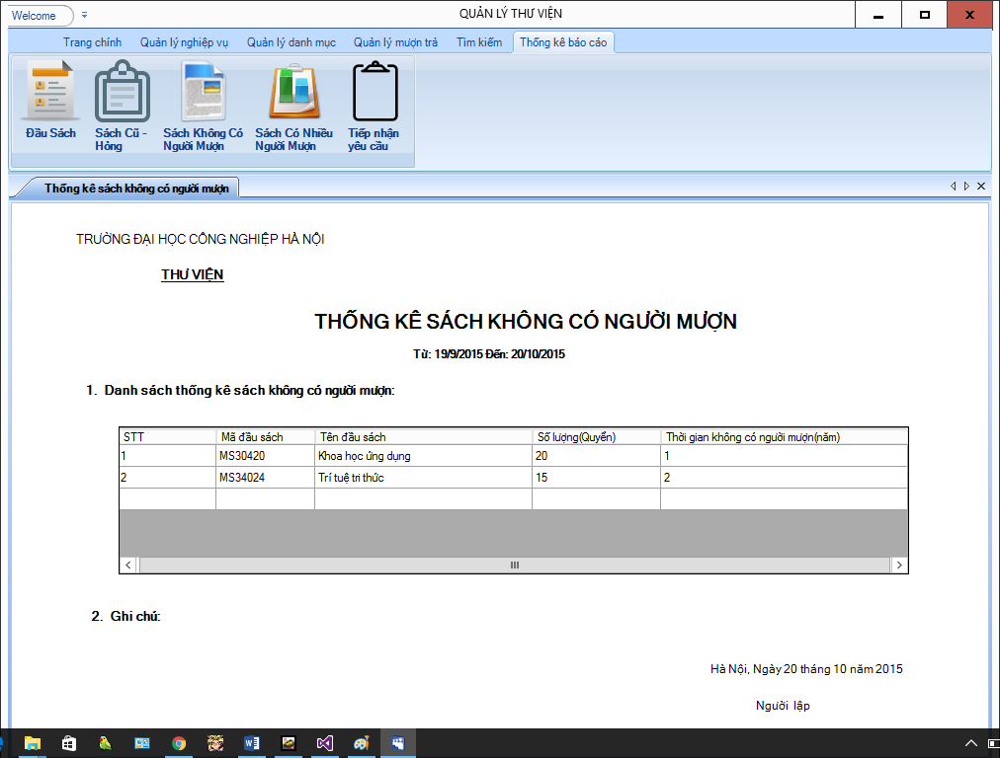 Welcome
QUẢN LÝ THƯ VIỆN
Trang chính Quản lý nghiệp vụ Quản lý danh mục Quản lý mượn trả Tìm kiếm Thống kê báo cáo
Đầu Sách Sách Cũ - Sách Không Có Sách Có Nhiều Tiếp nhận
Hỏng Người Mượn Người Mượn yêu cầu
Thống kê sách không có người mượn
TRƯỜNG ĐẠI HỌC CÔNG NGHIỆP HÀ NỘI
THƯ VIỆN
THỐNG KÊ SÁCH KHÔNG CÓ NGƯỜI MƯỢN
Từ: 19/9/2015 Đến: 20/10/2015
1. Danh sách thống kê sách không có người mượn:
STT Mã đầu sách Tên đầu sách Số lượng(Quyển) Thời gian không có người mượn(năm)
1 MS30420 Khoa học ứng dụng 20 1
2 MS34024 Trí tuệ tri thức 15 2
2. Ghi chú:
Hà Nội, Ngày 20 tháng 10 năm 2015
Người lập